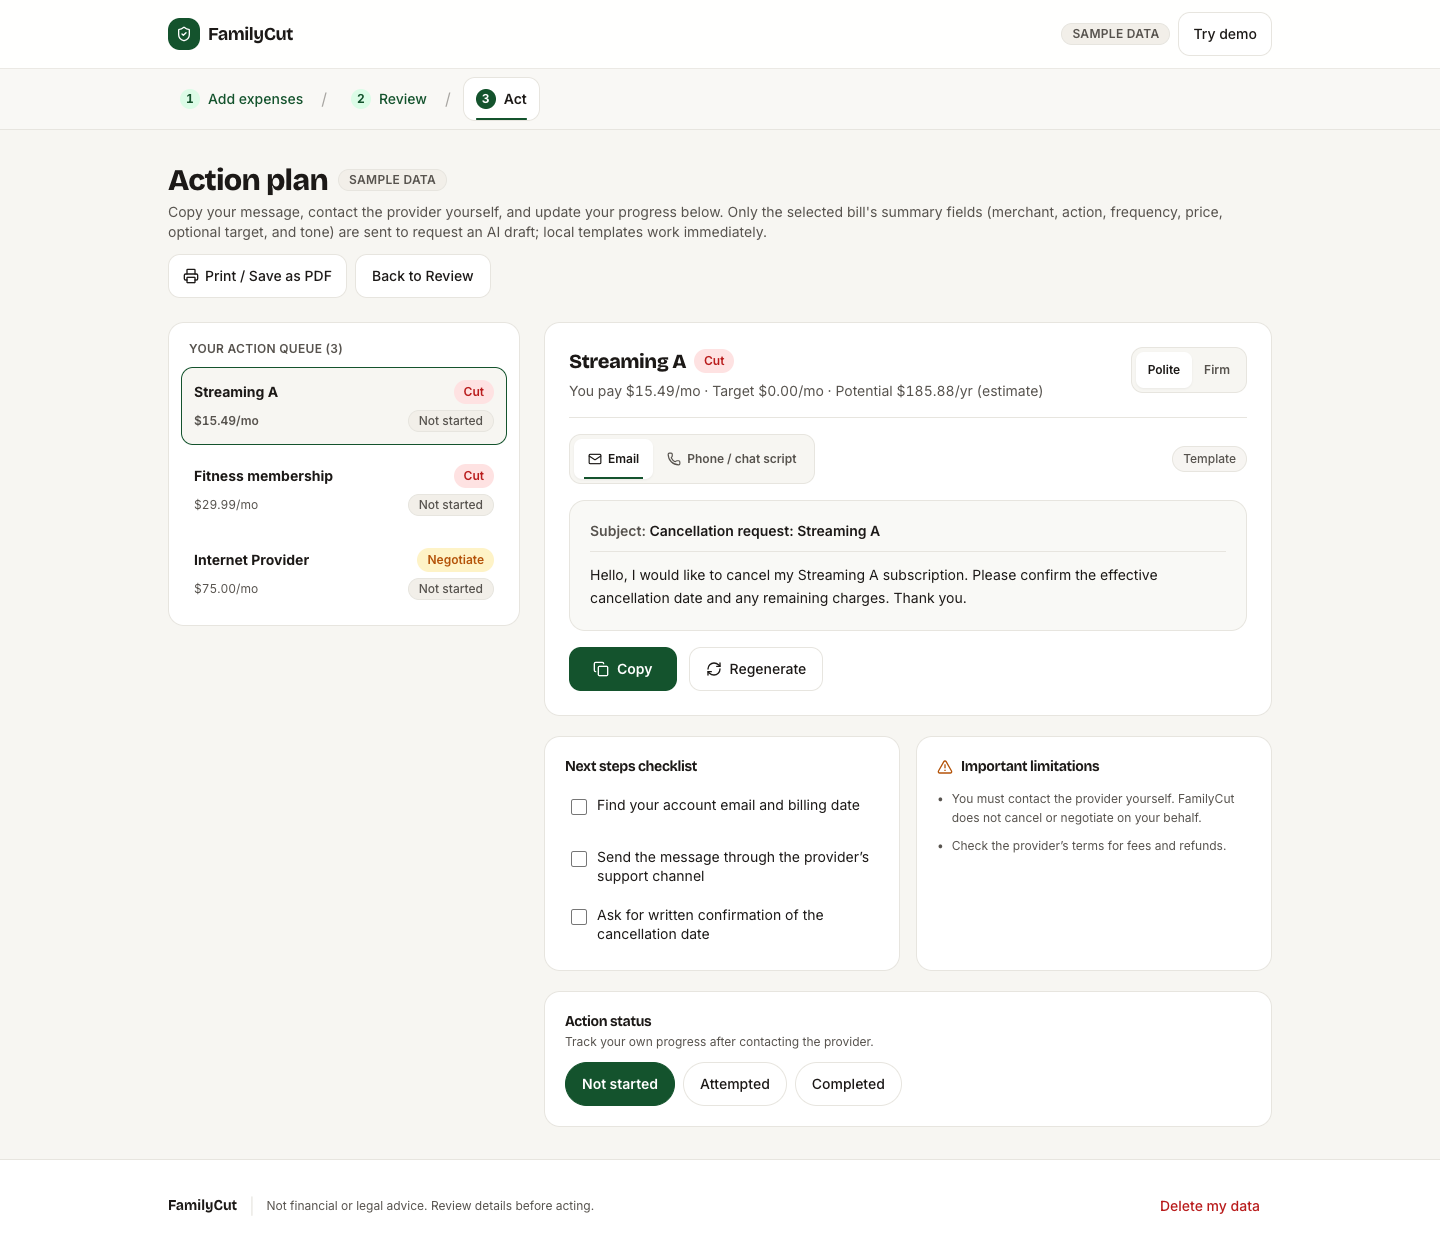 FamilyCut
SAMPLE DATA
Try demo
1 Add expenses / 2 Review / 3 Act
Action plan
SAMPLE DATA
Copy your message, contact the provider yourself, and update your progress below. Only the selected bill's summary fields (merchant, action, frequency, price,
optional target, and tone) are sent to request an AI draft; local templates work immediately.
Print / Save as PDF
Back to Review
YOUR ACTION QUEUE (3)
Streaming A
Cut
$15.49/mo
Not started
Fitness membership
Cut
$29.99/mo
Not started
Internet Provider
Negotiate
$75.00/mo
Not started
Streaming A
Cut
You pay $15.49/mo · Target $0.00/mo · Potential $185.88/yr (estimate)
Polite
Firm
Email
Phone / chat script
Template
Subject: Cancellation request: Streaming A
Hello, I would like to cancel my Streaming A subscription. Please confirm the effective
cancellation date and any remaining charges. Thank you.
Copy
Regenerate
Next steps checklist
Find your account email and billing date
Send the message through the provider’s
support channel
Ask for written confirmation of the
cancellation date
Important limitations
• You must contact the provider yourself. FamilyCut
does not cancel or negotiate on your behalf.
• Check the provider’s terms for fees and refunds.
Action status
Track your own progress after contacting the provider.
Not started
Attempted
Completed
FamilyCut
Not financial or legal advice. Review details before acting.
Delete my data